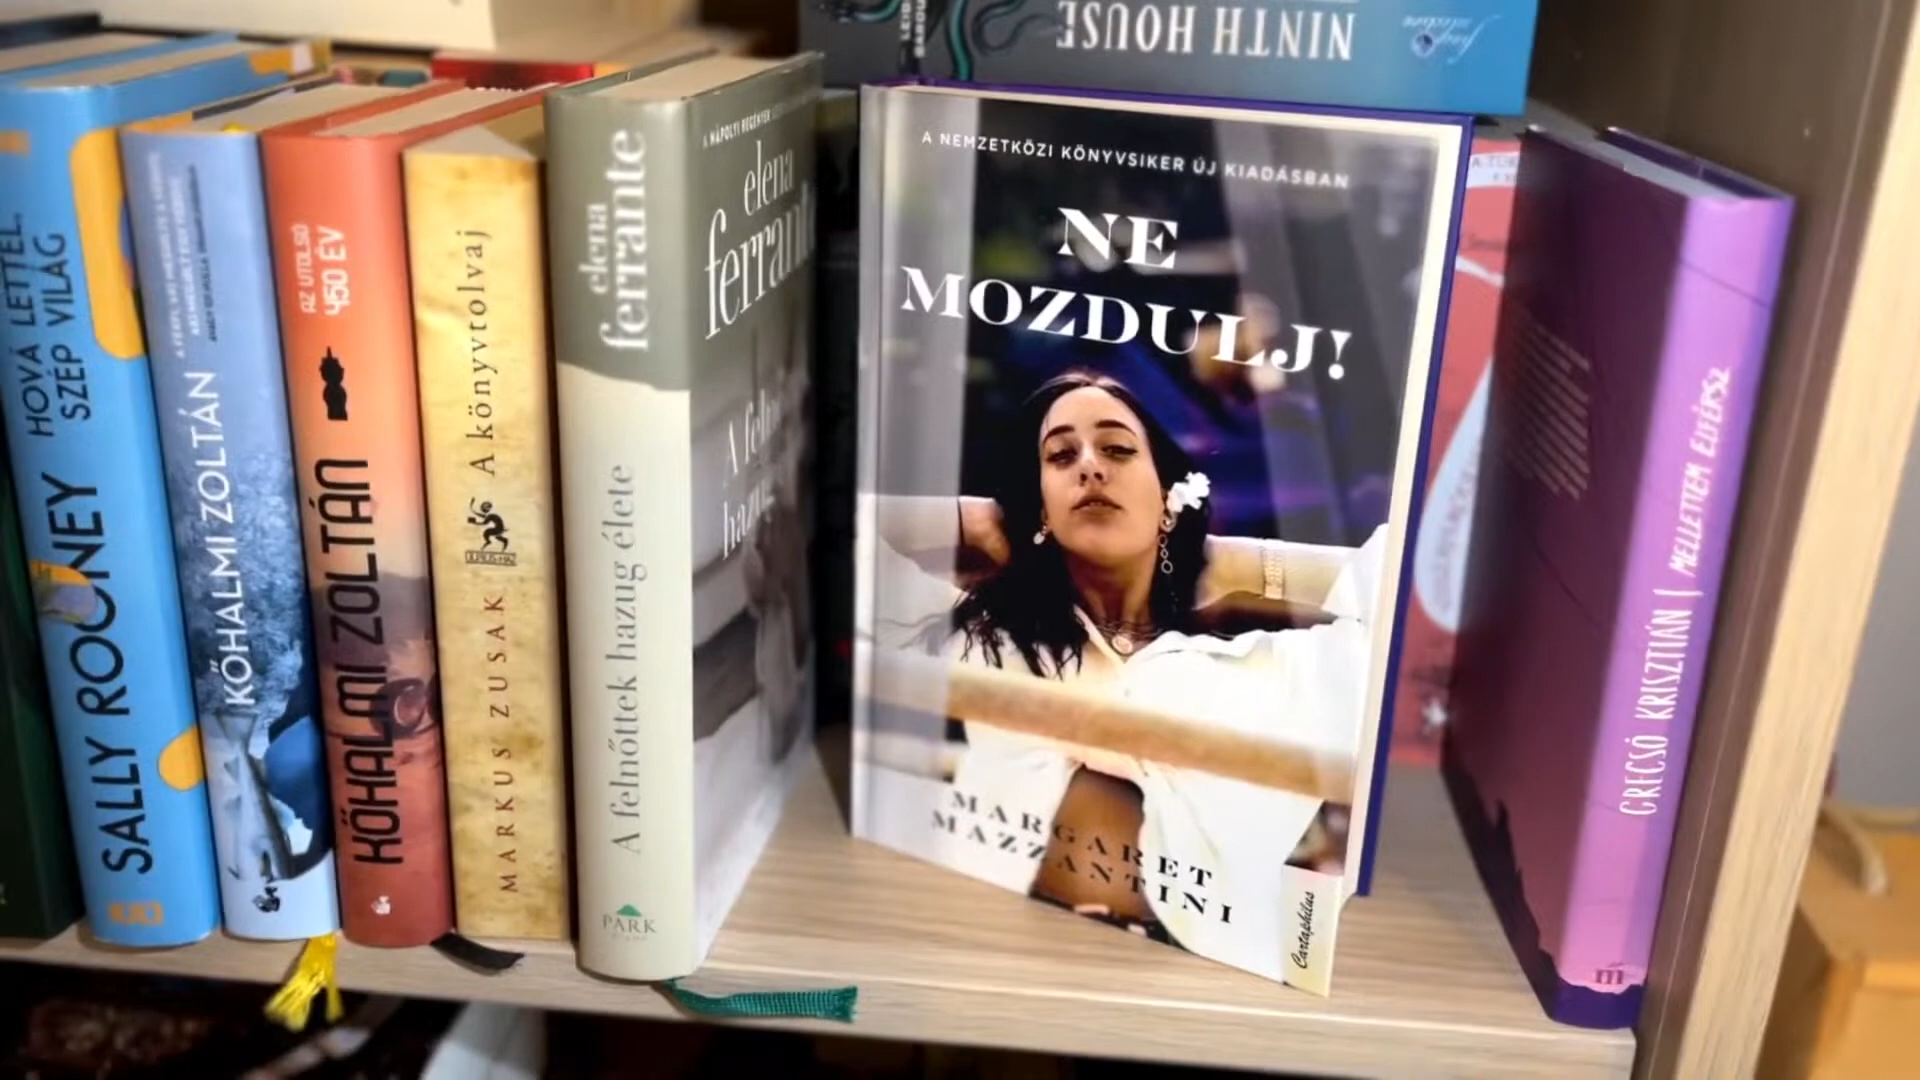 HOVÁ LETTÉL,
SZÉP VILÁG
SALLY ROONEY
KŐHALMI ZOLTÁN
AZ UTOLSÓ
450 ÉV
KŐHALMI ZOLTÁN
A könyvtolvaj
MARKUS ZUSAK
elena
ferrante
A felnőttek hazug élete
PARK
A NÁPOLYI REGÉNYEK
elena
ferrante
NINTH HOUSE
A NEMZETKÖZI KÖNYVSIKER ÚJ KIADÁSBAN
NE
MOZDULJ!
MARGARET
MAZZANTINI
Cartaphilus
GRECSÓ KRISZTIÁN | MELLETTEM ELFÉRSZ
m